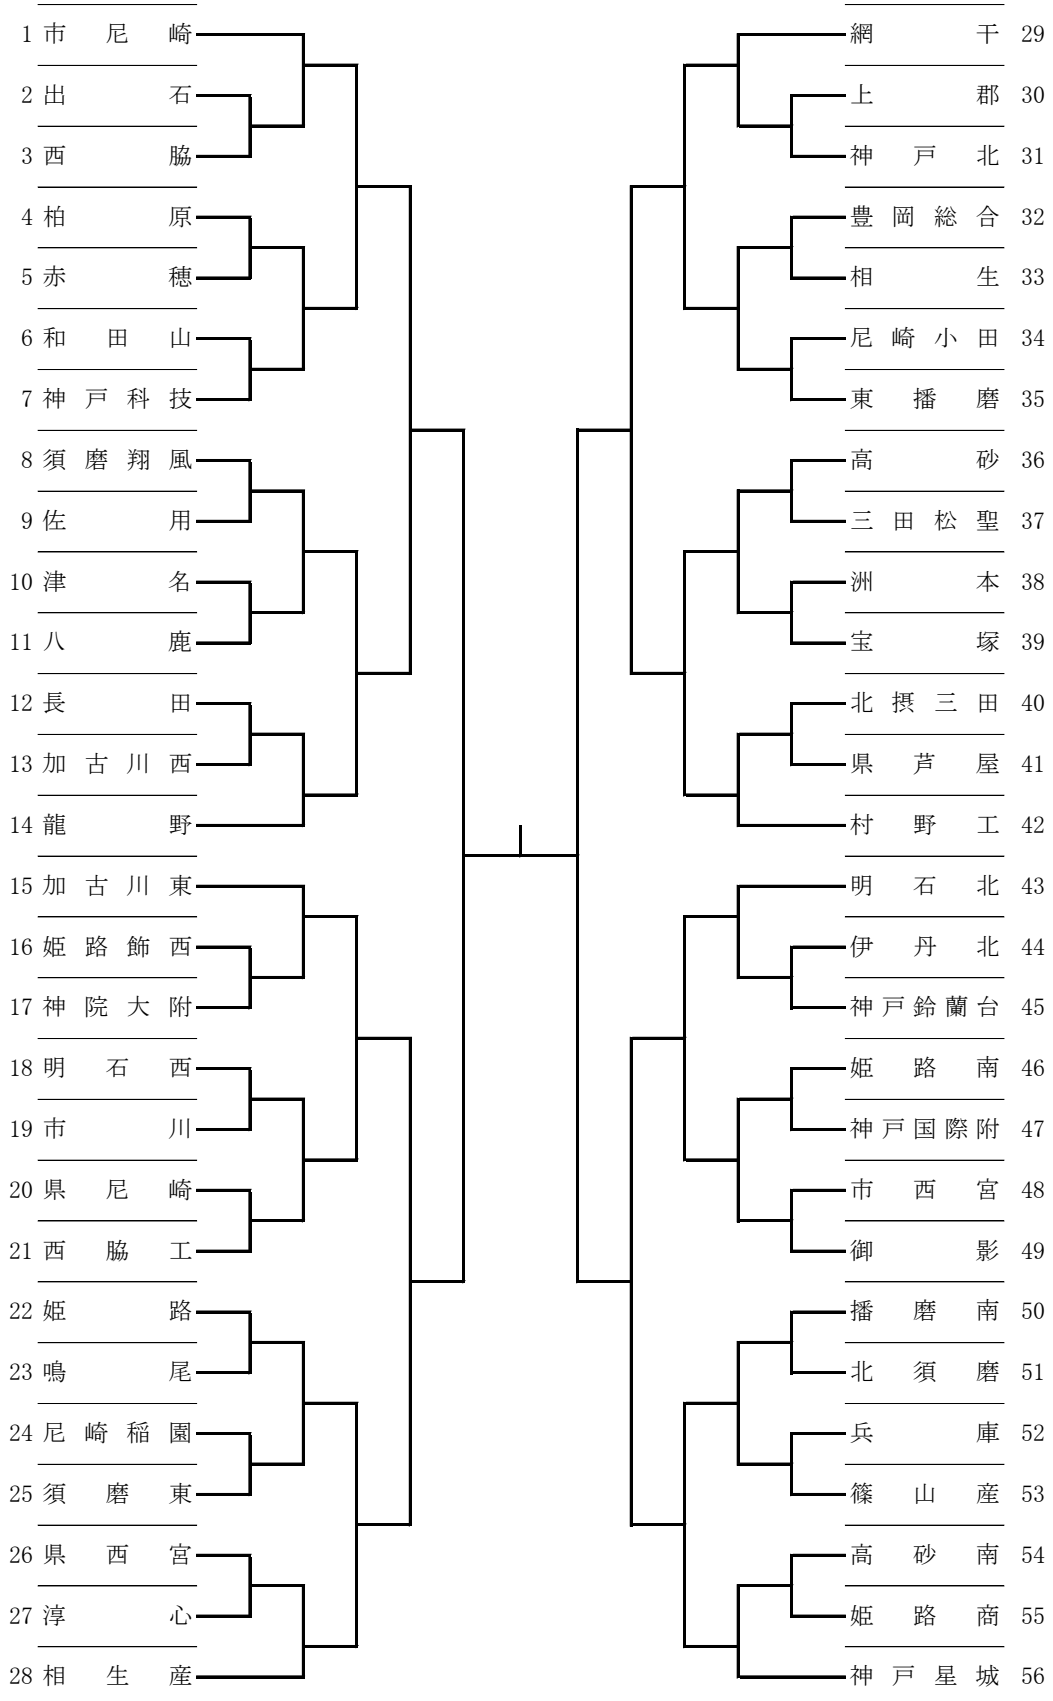 1 市尼崎
2 出石
3 西脇
4 柏原
5 赤穂
6 和田山
7 神戸科技
8 須磨翔風
9 佐用
10 津名
11 八鹿
12 長田
13 加古川西
14 龍野
15 加古川東
16 姫路飾西
17 神院大附
18 明石西
19 市川
20 県尼崎
21 西脇工
22 姫路
23 鳴尾
24 尼崎稲園
25 須磨東
26 県西宮
27 淳心
28 相生産
網干 29
上郡 30
神戸北 31
豊岡総合 32
相生 33
尼崎小田 34
東播磨 35
高砂 36
三田松聖 37
洲本 38
宝塚 39
北摂三田 40
県芦屋 41
村野工 42
明石北 43
伊丹北 44
神戸鈴蘭台 45
姫路南 46
神戸国際附 47
市西宮 48
御影 49
播磨南 50
北須磨 51
兵庫 52
篠山産 53
高砂南 54
姫路商 55
神戸星城 56